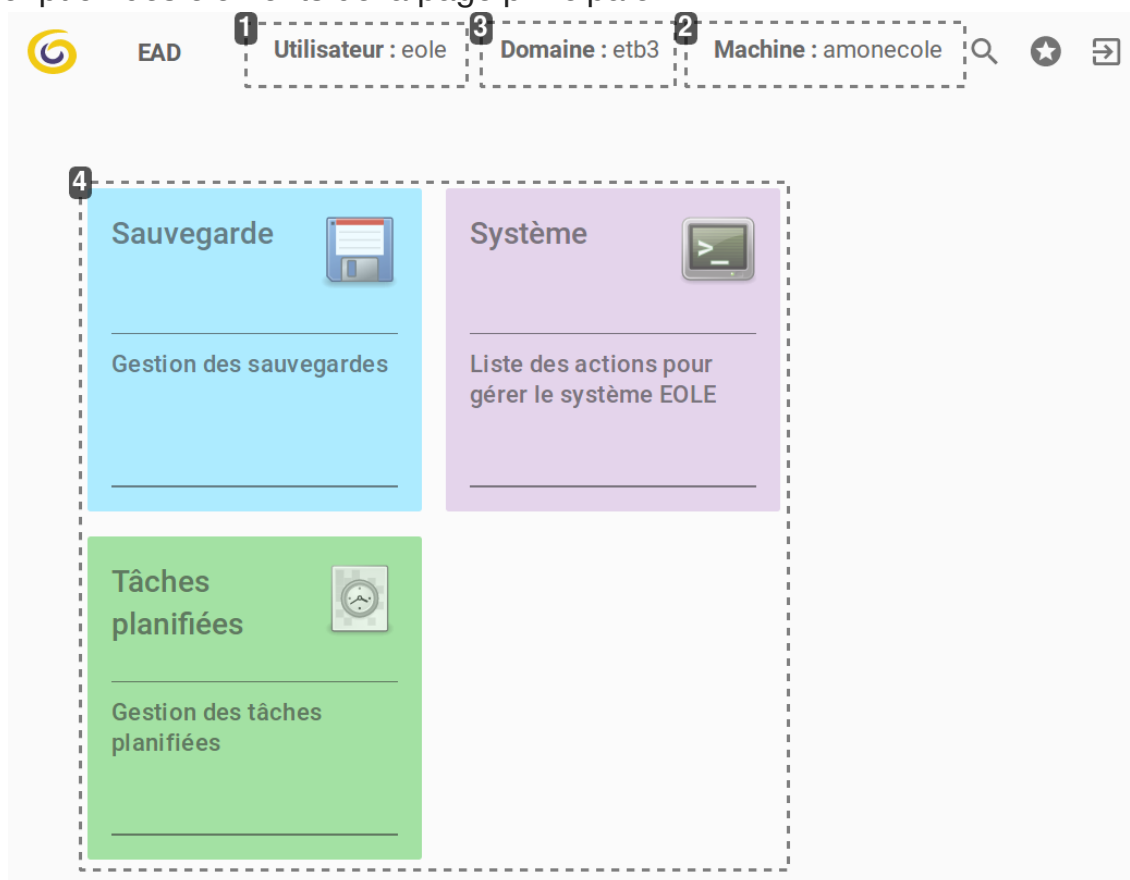 1 Utilisateur : eole 3 Domaine : etb3 2 Machine : amonecole
EAD
4
Sauvegarde
Gestion des sauvegardes
Système
>_
Liste des actions pour
gérer le système EOLE
Tâches
planifiées
Gestion des tâches
planifiées